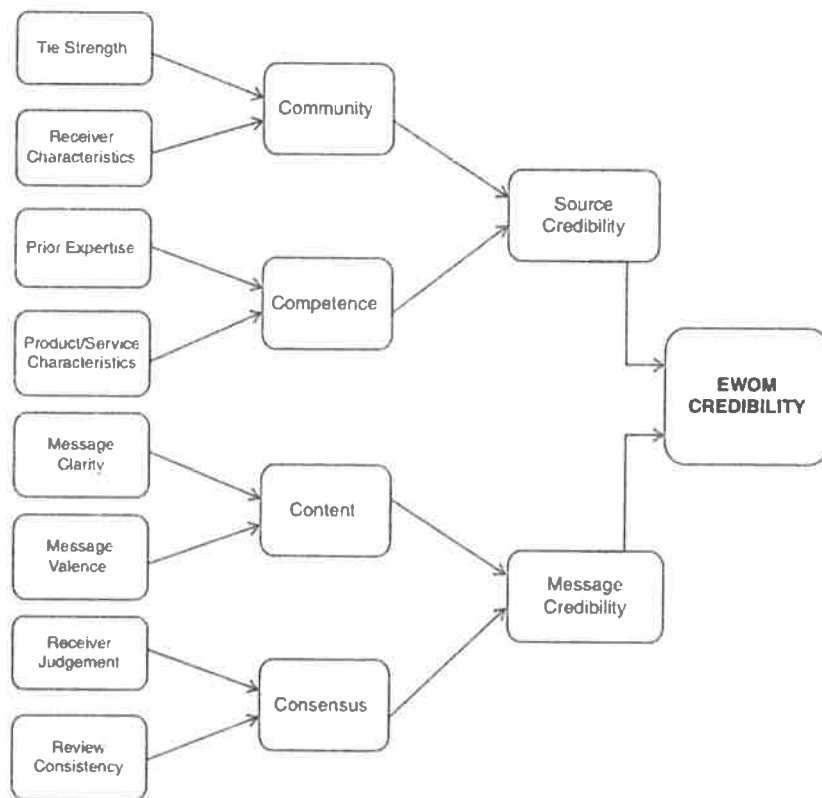 Tie Strength
Receiver
Characteristics
Prior Expertise
Product/Service
Characteristics
Message
Clarity
Message
Valence
Receiver
Judgement
Review
Consistency
Community
Competence
Content
Consensus
Source
Credibility
Message
Credibility
EWOM
CREDIBILITY